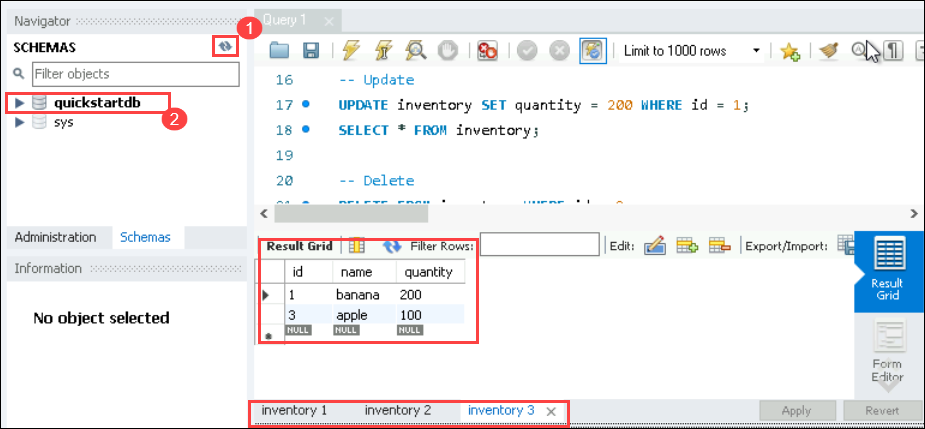 Navigator
SCHEMAS
1
Filter objects
quickstartdb
2
sys
Administration Schemas
Information
No object selected
Query 1
Limit to 1000 rows
16 -- Update
17 UPDATE inventory SET quantity = 200 WHERE id = 1;
18 SELECT * FROM inventory;
19
20 -- Delete
Result Grid Filter Rows: Edit: Export/Import:
id name quantity
1 banana 200
3 apple 100
NULL NULL NULL
Result
Grid
Form
Editor
inventory 1 inventory 2 inventory 3
Apply Revert